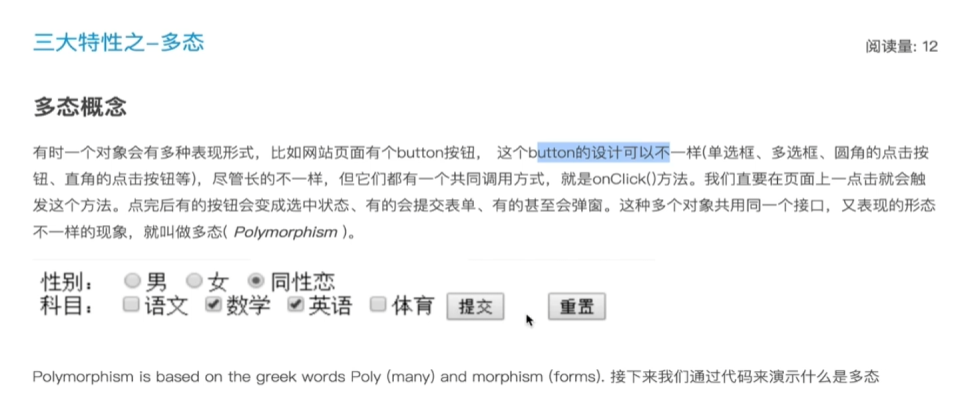 三大特性之-多态
阅读量: 12
多态概念
有时一个对象会有多种表现形式，比如网站页面有个button按钮， 这个button的设计可以不一样(单选框、多选框、圆角的点击按
钮、直角的点击按钮等)，尽管长的不一样，但它们都有一个共同调用方式，就是onClick()方法。我们直要在页面上一点击就会触
发这个方法。点完后有的按钮会变成选中状态、有的会提交表单、有的甚至会弹窗。这种多个对象共用同一个接口，又表现的形态
不一样的现象，就叫做多态( Polymorphism )。
性别： 男 女 同性恋
科目： 语文 数学 英语 体育 提交 重置
Polymorphism is based on the greek words Poly (many) and morphism (forms). 接下来我们通过代码来演示什么是多态